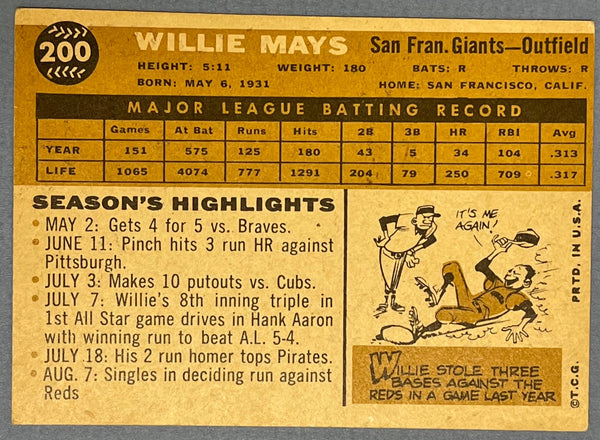 200
WILLIE MAYS San Fran. Giants—Outfield
HEIGHT: 5:11 WEIGHT: 180 BATS: R THROWS: R
BORN: MAY 6, 1931 HOME: SAN FRANCISCO, CALIF.
MAJOR LEAGUE BATTING RECORD
Games At Bat Runs Hits 2B 3B HR RBI Avg
YEAR 151 575 125 180 43 5 34 104 .313
LIFE 1065 4074 777 1291 204 79 250 709 .317
SEASON'S HIGHLIGHTS
• MAY 2: Gets 4 for 5 vs. Braves.
• JUNE 11: Pinch hits 3 run HR against
Pittsburgh.
• JULY 3: Makes 10 putouts vs. Cubs.
• JULY 7: Willie's 8th inning triple in
1st All Star game drives in Hank Aaron
with winning run to beat A.L. 5-4.
• JULY 18: His 2 run homer tops Pirates.
• AUG. 7: Singles in deciding run against
Reds
IT'S ME
AGAIN!
WILLIE STOLE THREE
BASES AGAINST THE
REDS IN A GAME LAST YEAR
©T.C.G. PRTD. IN U.S.A.